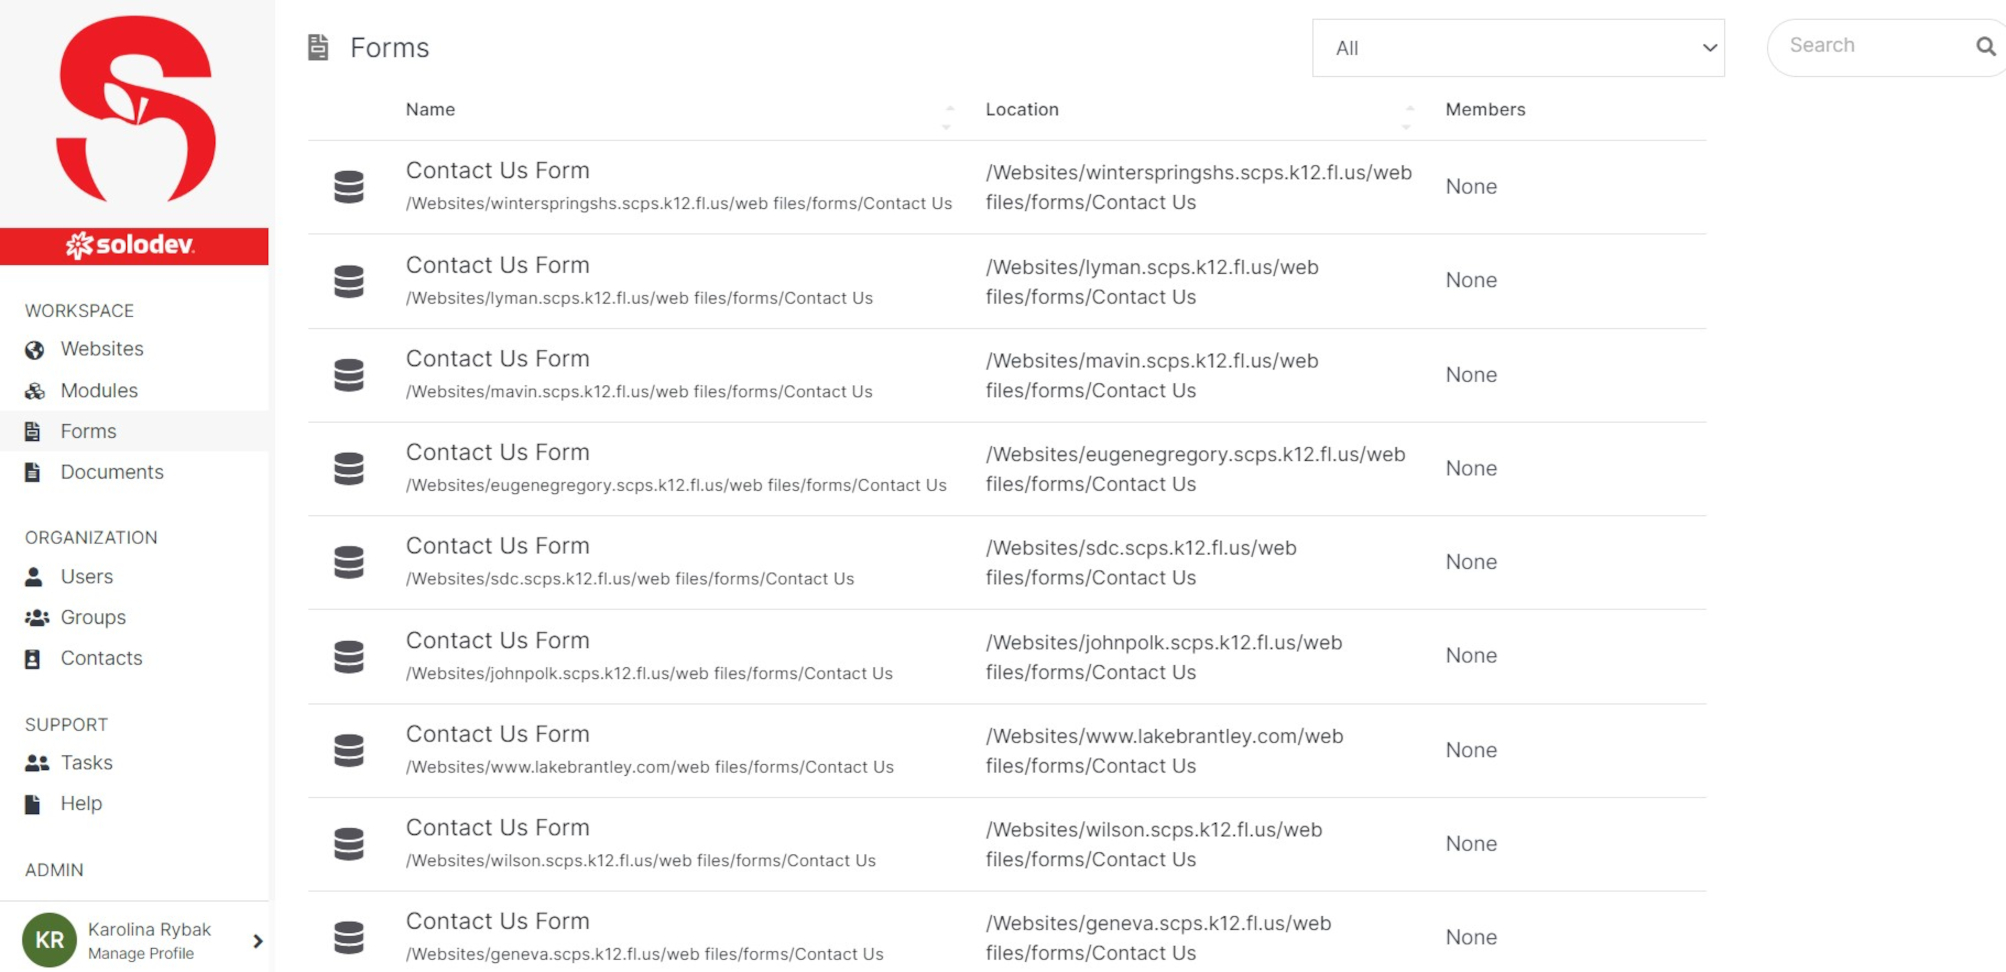 solodev
WORKSPACE
Websites
Modules
Forms
Documents
ORGANIZATION
Users
Groups
Contacts
SUPPORT
Tasks
Help
ADMIN
KR
Karolina Rybak
Manage Profile
Forms
All
Search
Name
Location
Members
Contact Us Form
/Websites/winterspringshs.scps.k12.fl.us/web files/forms/Contact Us
/Websites/winterspringshs.scps.k12.fl.us/web
files/forms/Contact Us
None
Contact Us Form
/Websites/lyman.scps.k12.fl.us/web files/forms/Contact Us
/Websites/lyman.scps.k12.fl.us/web
files/forms/Contact Us
None
Contact Us Form
/Websites/mavin.scps.k12.fl.us/web files/forms/Contact Us
/Websites/mavin.scps.k12.fl.us/web
files/forms/Contact Us
None
Contact Us Form
/Websites/eugenegregory.scps.k12.fl.us/web files/forms/Contact Us
/Websites/eugenegregory.scps.k12.fl.us/web
files/forms/Contact Us
None
Contact Us Form
/Websites/sdc.scps.k12.fl.us/web files/forms/Contact Us
/Websites/sdc.scps.k12.fl.us/web
files/forms/Contact Us
None
Contact Us Form
/Websites/johnpolk.scps.k12.fl.us/web files/forms/Contact Us
/Websites/johnpolk.scps.k12.fl.us/web
files/forms/Contact Us
None
Contact Us Form
/Websites/www.lakebrantley.com/web files/forms/Contact Us
/Websites/www.lakebrantley.com/web
files/forms/Contact Us
None
Contact Us Form
/Websites/wilson.scps.k12.fl.us/web files/forms/Contact Us
/Websites/wilson.scps.k12.fl.us/web
files/forms/Contact Us
None
Contact Us Form
/Websites/geneva.scps.k12.fl.us/web files/forms/Contact Us
/Websites/geneva.scps.k12.fl.us/web
files/forms/Contact Us
None